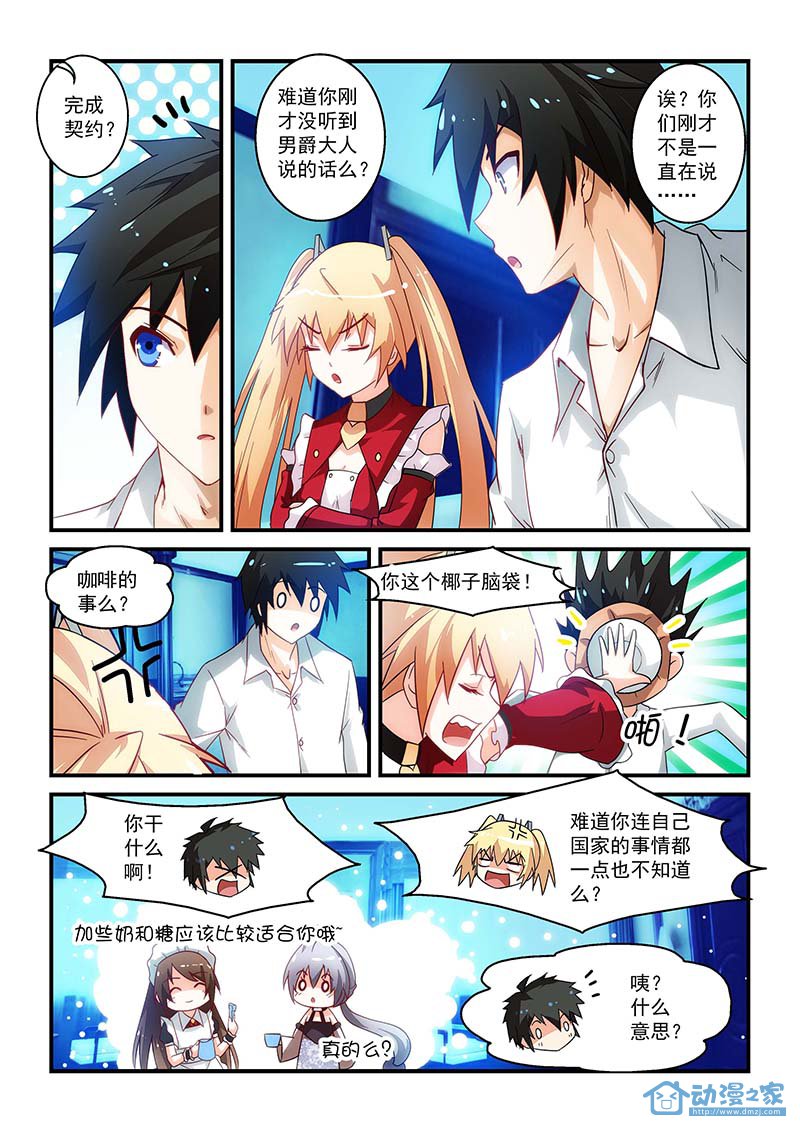 完成
契约？
难道你刚
才没听到
男爵大人
说的话么？
诶？你
们刚才
不是一
直在说
……
咖啡的
事么？
你这个椰子脑袋！
啪！
你干
什么
啊！
难道你连自己
国家的事情都
一点也不知道
么？
加些奶和糖应该比较适合你哦~
真的么？
咦？
什么
意思？
动漫之家
http://www.dmzj.com